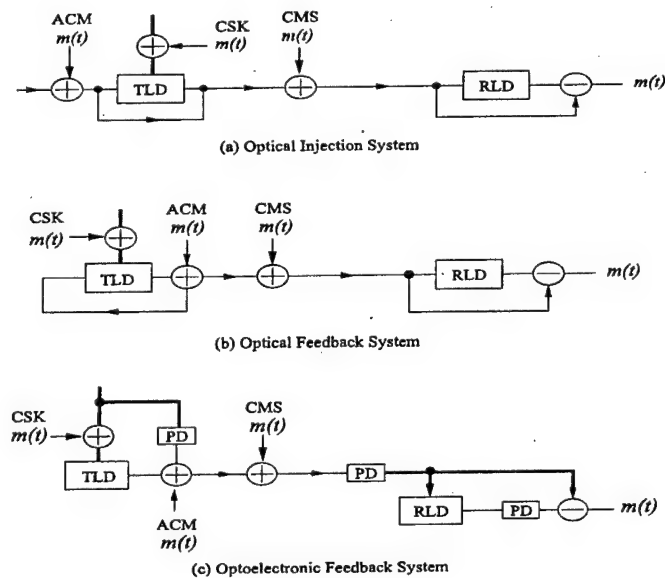 ACM
m(t)
CSK
m(t)
CMS
m(t)
TLD
RLD
m(t)
(a) Optical Injection System
CSK
m(t)
ACM
m(t)
CMS
m(t)
TLD
RLD
m(t)
(b) Optical Feedback System
CSK
m(t)
PD
CMS
m(t)
TLD
PD
ACM
m(t)
RLD
PD
m(t)
(c) Optoelectronic Feedback System